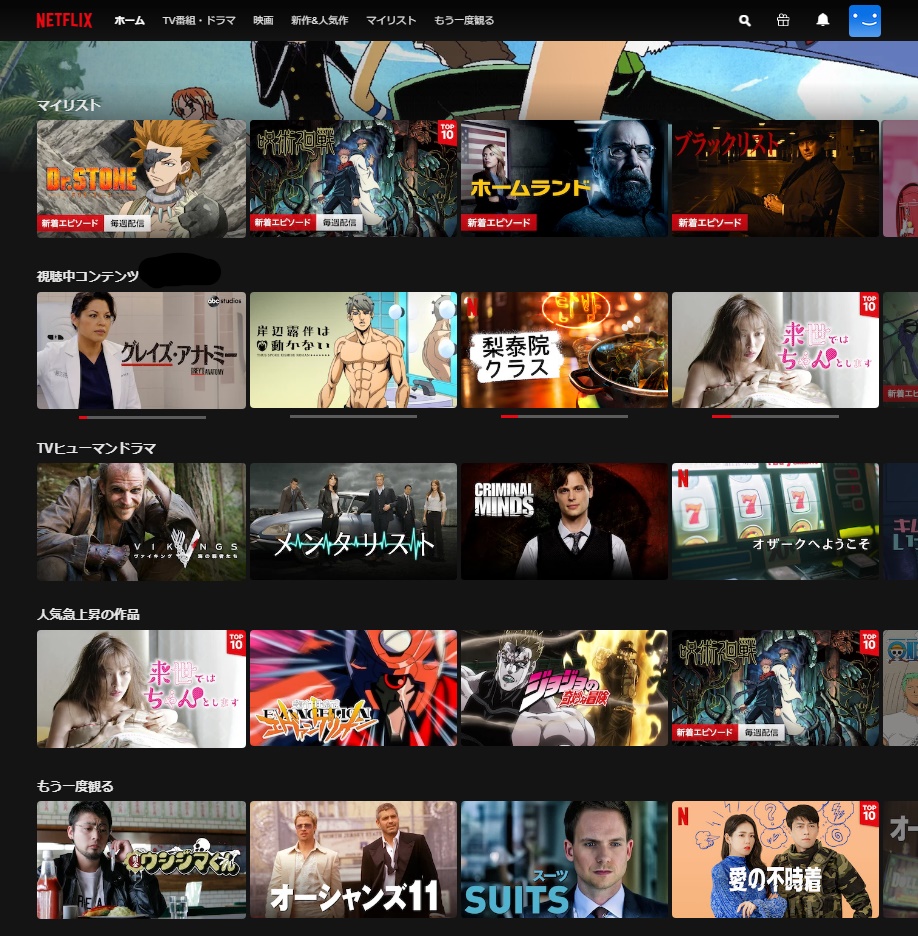 NETFLIX ホーム TV番組・ドラマ 映画 新作&人気作 マイリスト もう一度観る
マイリスト
Dr.STONE
新着エピソード 毎週配信
呪術廻戦
TOP 10
新着エピソード 毎週配信
ホームランド
新着エピソード
ブラックリスト
新着エピソード
視聴中コンテンツ
abc studios
グレイズ・アナトミー
GREY'S ANATOMY
岸辺露伴は
動かない
梨泰院
クラス
TOP 10
来世では
ちゃんとします
TVヒューマンドラマ
VIKINGS
ヴァイキング 海の覇者たち
メンタリスト
CRIMINAL
MINDS
N
オザークへようこそ
人気急上昇の作品
TOP 10
来世では
ちゃんとします
EVANGELION
エヴァンゲリオン
ジョジョの
奇妙な冒険
呪術廻戦
TOP 10
新着エピソード 毎週配信
もう一度観る
闇金ウシジマくん
オーシャンズ11
スーツ
SUITS
N
TOP 10
愛の不時着
オー